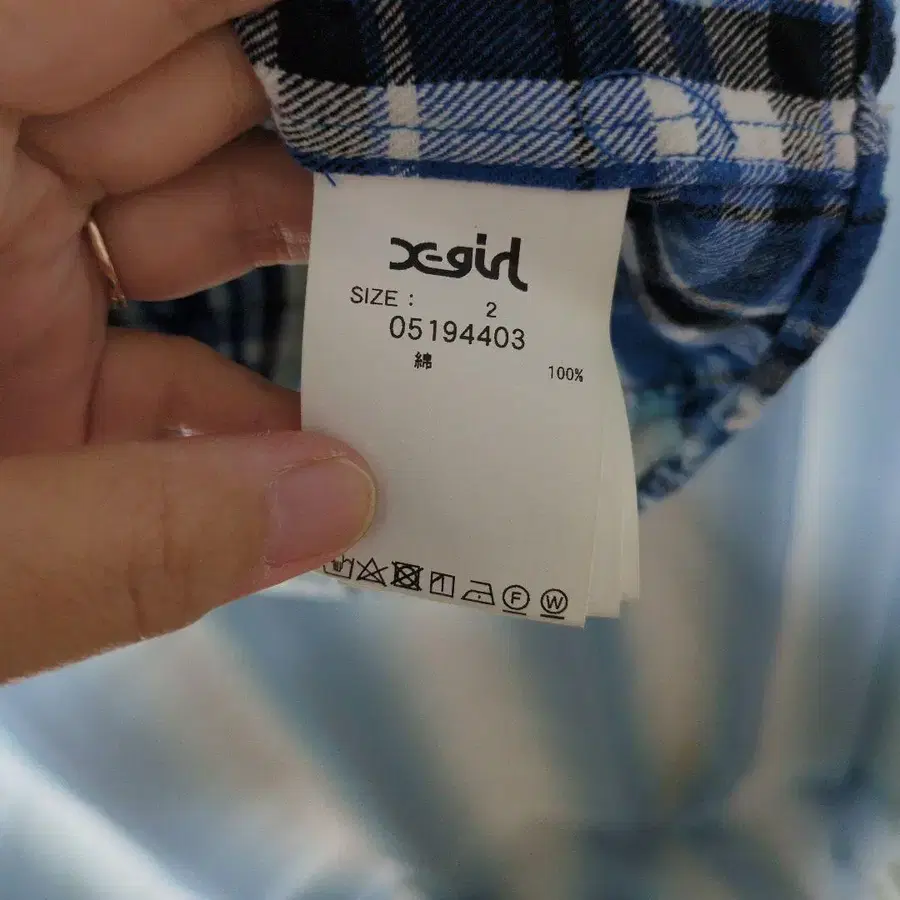 X-girl
SIZE : 2
05194403
綿 100%
F W